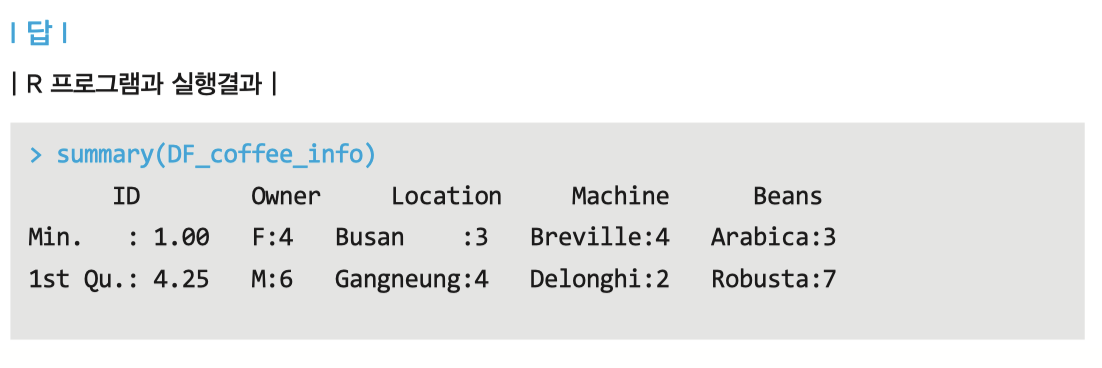 | 답 |
| R 프로그램과 실행결과 |
> summary(DF_coffee_info)
ID Owner Location Machine Beans
Min. : 1.00 F:4 Busan :3 Breville:4 Arabica:3
1st Qu.: 4.25 M:6 Gangneung:4 Delonghi:2 Robusta:7